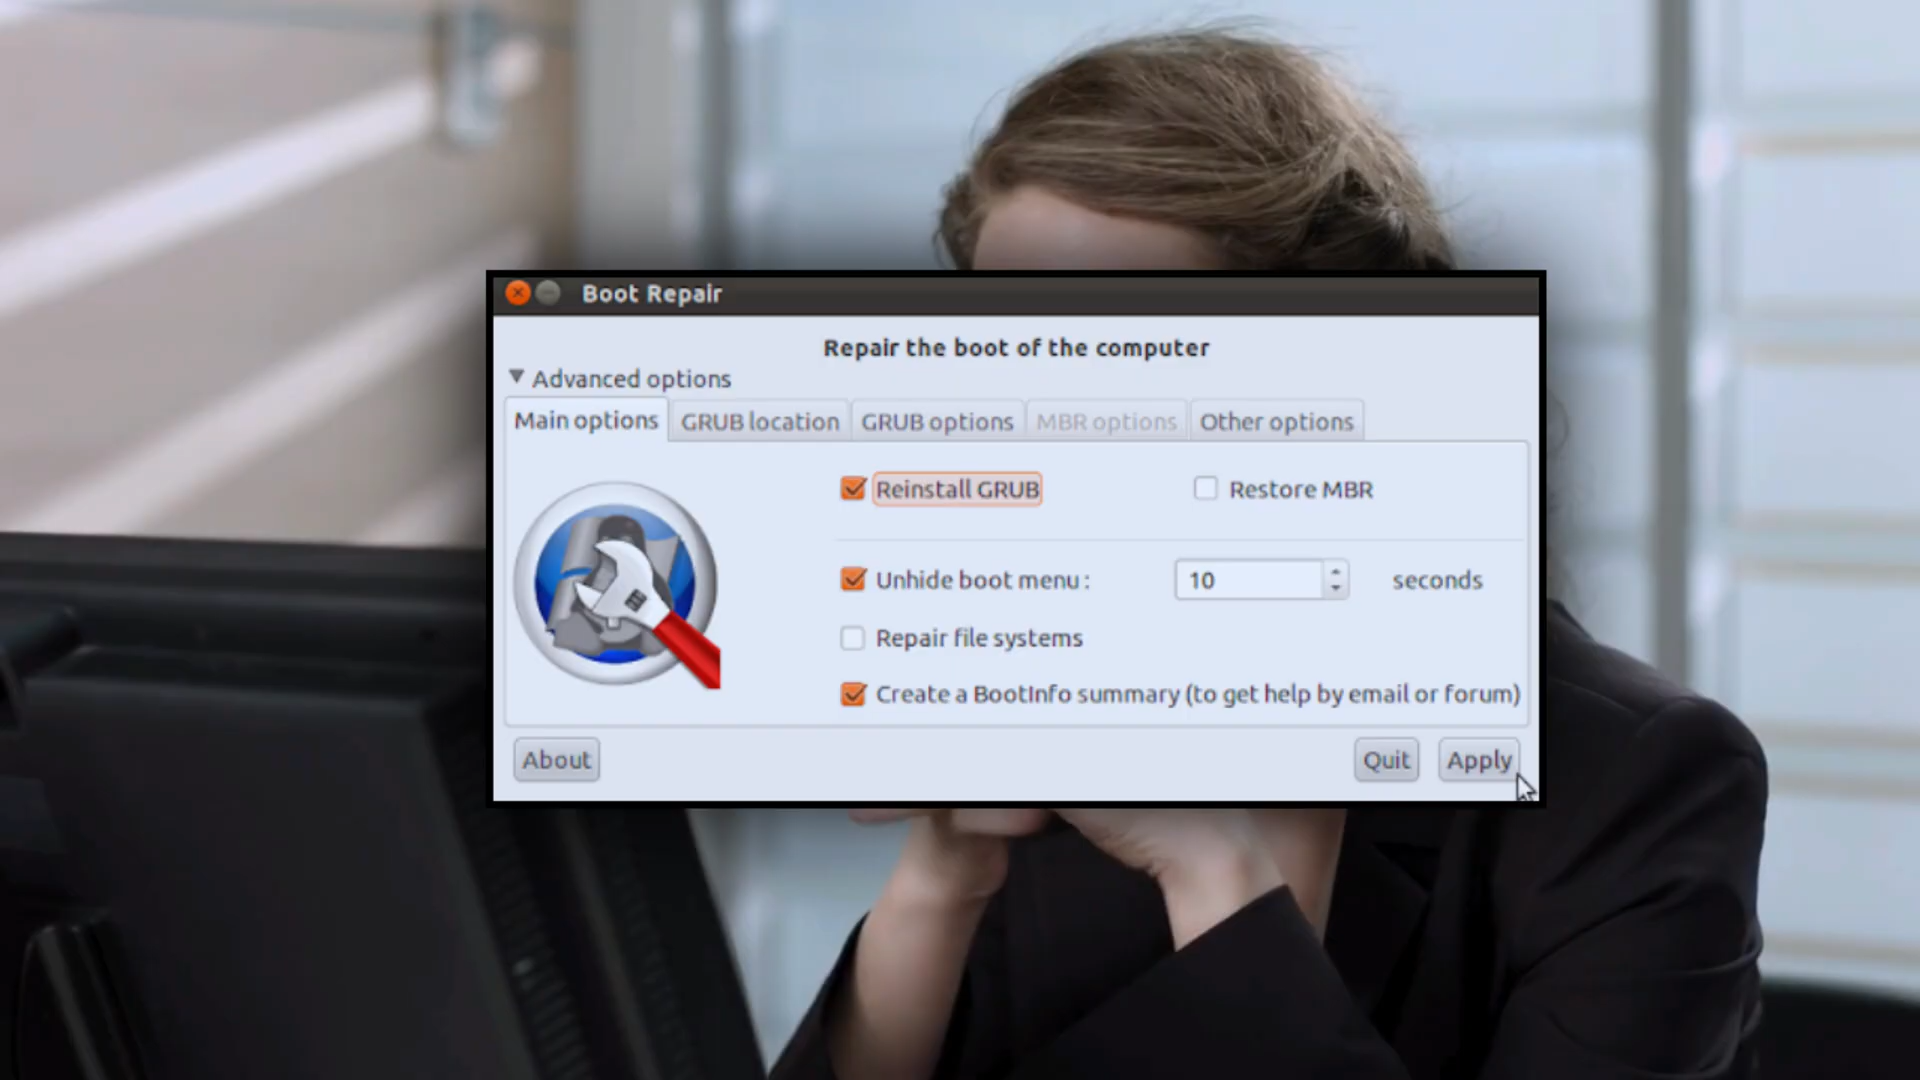 Boot Repair
Repair the boot of the computer
Advanced options
Main options GRUB location GRUB options MBR options Other options
Reinstall GRUB Restore MBR
Unhide boot menu : 10 seconds
Repair file systems
Create a BootInfo summary (to get help by email or forum)
About Quit Apply